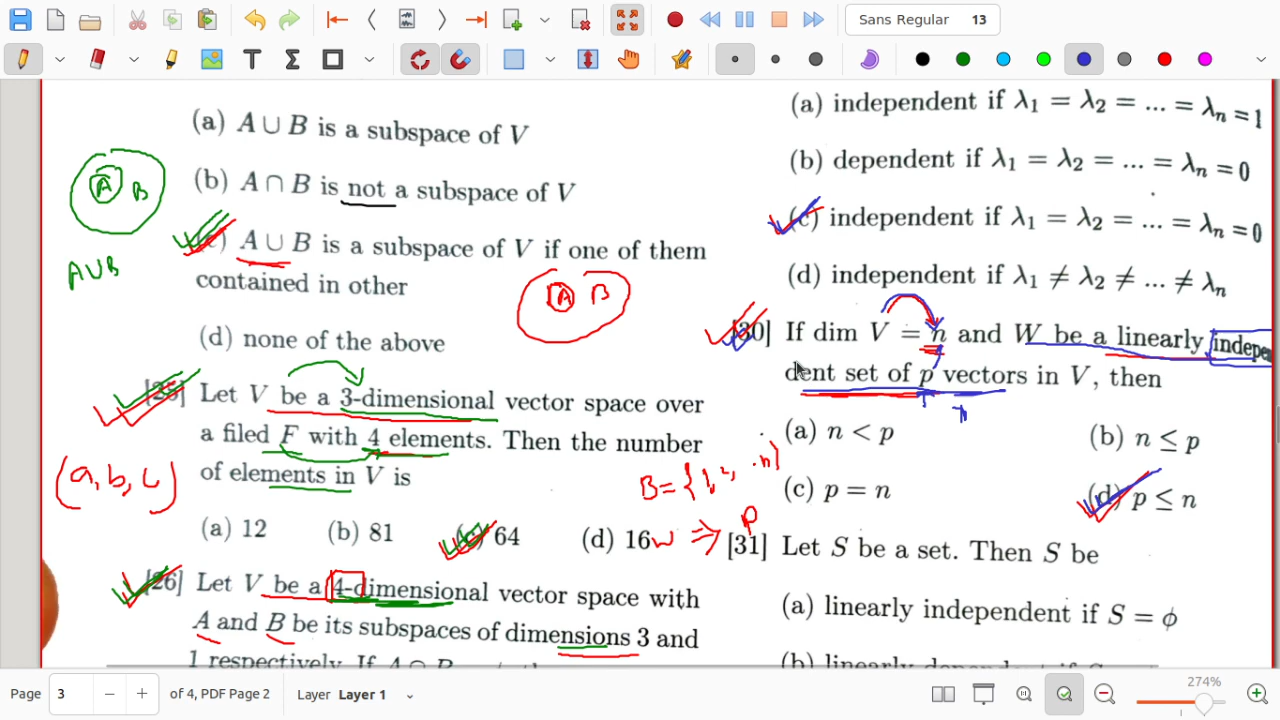 Sans Regular 13
(a) A ∪ B is a subspace of V
(b) A ∩ B is not a subspace of V
A ∪ B is a subspace of V if one of them
contained in other
(d) none of the above
A B
A∪B
A B
Let V be a 3-dimensional vector space over
a filed F with 4 elements. Then the number
of elements in V is
(a, b, c)
(a) 12 (b) 81 (c) 64 (d) 16
[26] Let V be a 4-dimensional vector space with
A and B be its subspaces of dimensions 3 and
1 respectively. If A ∩ B
(a) independent if λ1 = λ2 = ... = λn = 1
(b) dependent if λ1 = λ2 = ... = λn = 0
(c) independent if λ1 = λ2 = ... = λn = 0
(d) independent if λ1 ≠ λ2 ≠ ... ≠ λn
[30] If dim V = n and W be a linearly indepe
dent set of p vectors in V, then
(a) n < p (b) n ≤ p
(c) p = n (d) p ≤ n
W ⇒ P
[31] Let S be a set. Then S be
(a) linearly independent if S = ϕ
Page 3 of 4, PDF Page 2 Layer Layer 1 274%